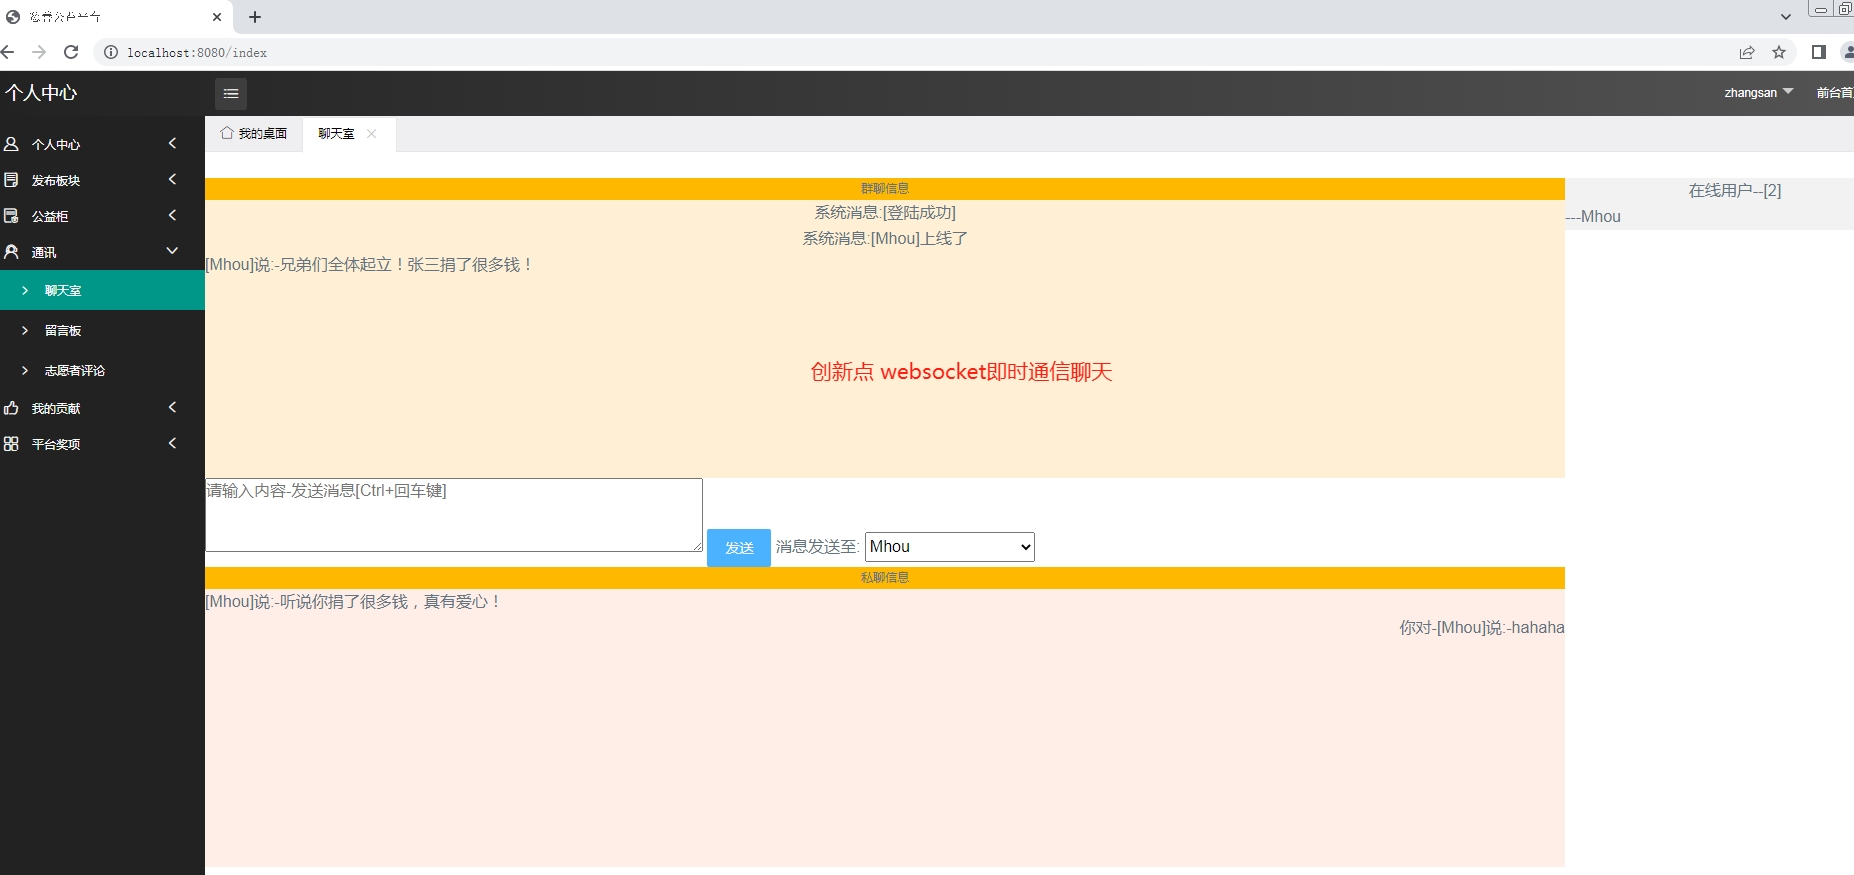 localhost:8080/index
个人中心
zhangsan
前台首
我的桌面
聊天室
个人中心
发布板块
公益柜
通讯
聊天室
留言板
志愿者评论
我的贡献
平台奖项
群聊信息
系统消息:[登陆成功]
系统消息:[Mhou]上线了
[Mhou]说:-兄弟们全体起立！张三捐了很多钱！
创新点 websocket即时通信聊天
在线用户--[2]
---Mhou
请输入内容-发送消息[Ctrl+回车键]
发送 消息发送至: Mhou
私聊信息
[Mhou]说:-听说你捐了很多钱，真有爱心！
你对-[Mhou]说:-hahaha